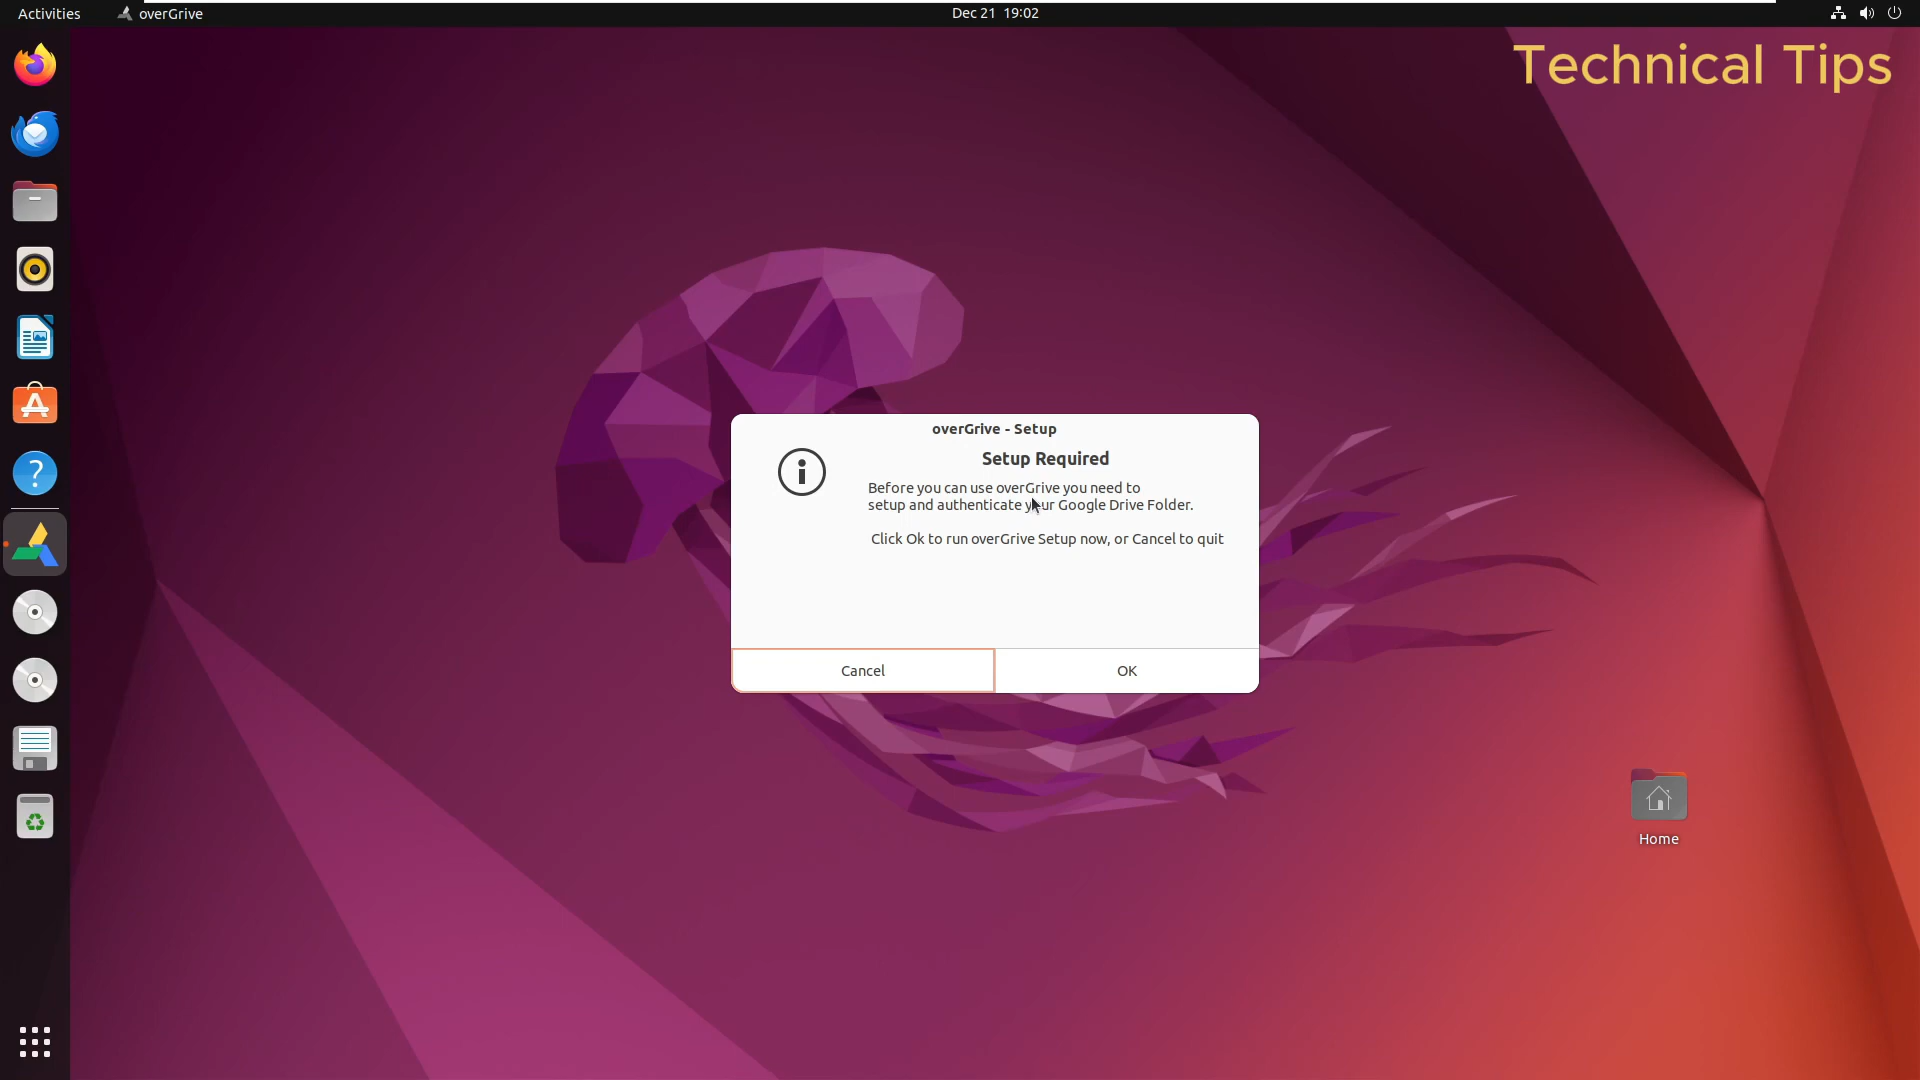 Activities
overGrive
Dec 21 19:02
Technical Tips
overGrive - Setup
Setup Required
Before you can use overGrive you need to
setup and authenticate your Google Drive Folder.
Click Ok to run overGrive Setup now, or Cancel to quit
Cancel
OK
Home